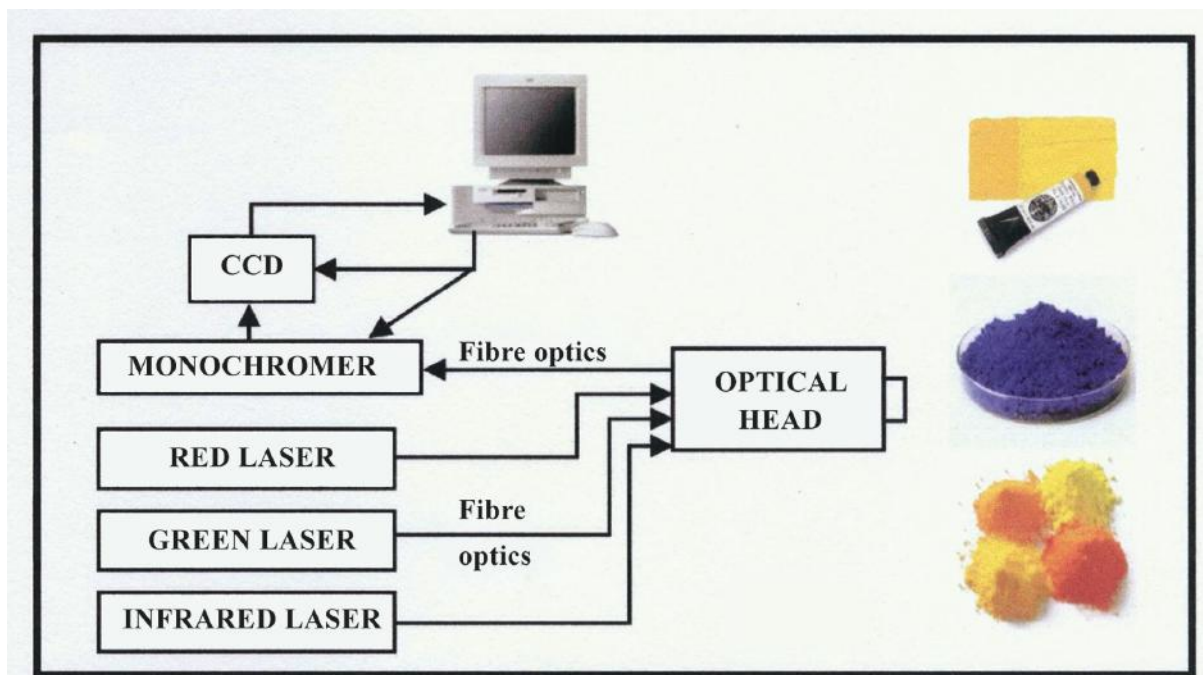 CCD
MONOCHROMER
Fibre optics
OPTICAL
HEAD
RED LASER
GREEN LASER
Fibre
optics
INFRARED LASER